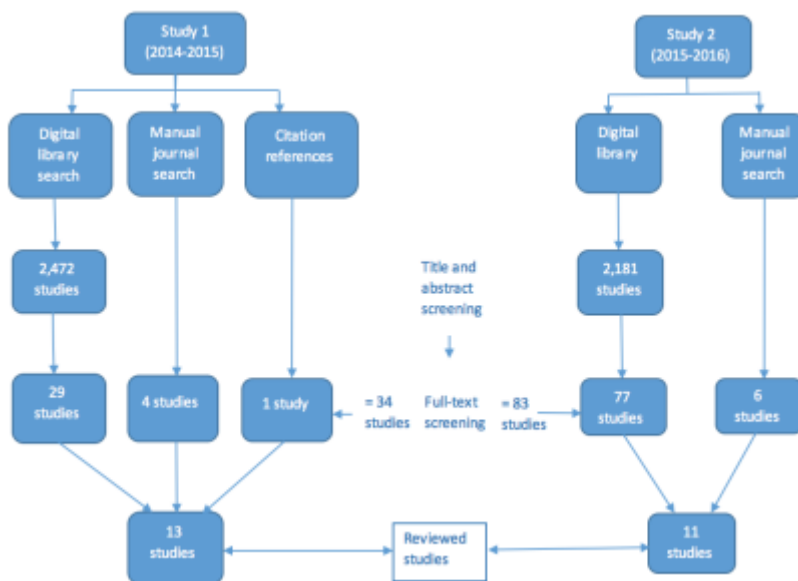 Study 1
(2014-2015)
Study 2
(2015-2016)
Digital
library
search
Manual
journal
search
Citation
references
Digital
library
Manual
journal
search
2,472
studies
Title and
abstract
screening
2,181
studies
29
studies
4 studies
1 study
= 34
studies
Full-text
screening
= 83
studies
77
studies
6
studies
13
studies
Reviewed
studies
11
studies